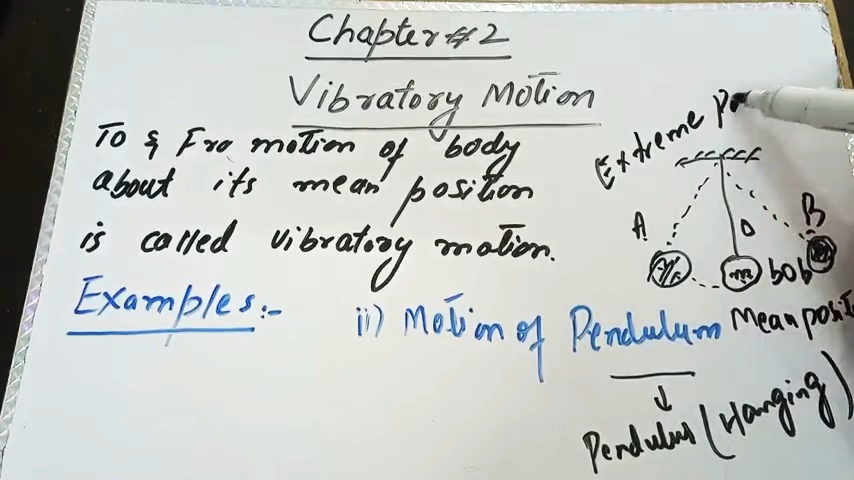 Chapter # 2
Vibratory Motion
To & Fro motion of body
about its mean position
is called vibratory motion.
Examples:-
ii) Motion of Pendulum
Extreme
A
B
O
bob
Mean posit
Pendulus (Hanging)